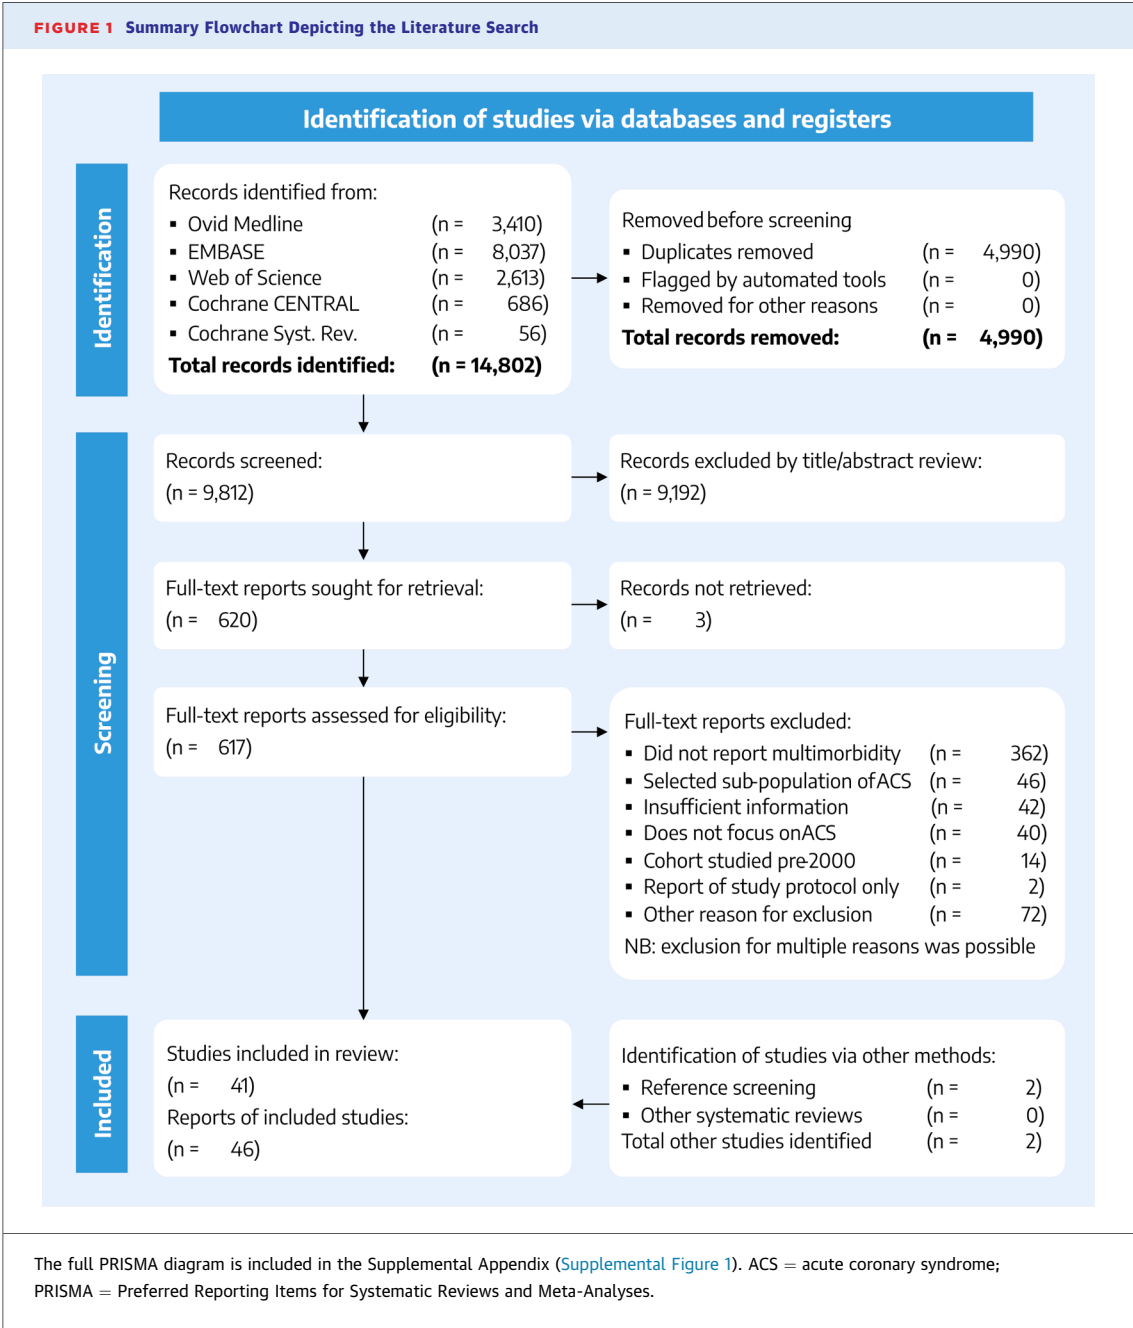 FIGURE 1 Summary Flowchart Depicting the Literature Search
Identification of studies via databases and registers
Identification
Records identified from:
▪ Ovid Medline (n = 3,410)
▪ EMBASE (n = 8,037)
▪ Web of Science (n = 2,613)
▪ Cochrane CENTRAL (n = 686)
▪ Cochrane Syst. Rev. (n = 56)
Total records identified: (n = 14,802)
Removed before screening
▪ Duplicates removed (n = 4,990)
▪ Flagged by automated tools (n = 0)
▪ Removed for other reasons (n = 0)
Total records removed: (n = 4,990)
Screening
Records screened:
(n = 9,812)
Records excluded by title/abstract review:
(n = 9,192)
Full-text reports sought for retrieval:
(n = 620)
Records not retrieved:
(n = 3)
Full-text reports assessed for eligibility:
(n = 617)
Full-text reports excluded:
▪ Did not report multimorbidity (n = 362)
▪ Selected sub-population of ACS (n = 46)
▪ Insufficient information (n = 42)
▪ Does not focus on ACS (n = 40)
▪ Cohort studied pre-2000 (n = 14)
▪ Report of study protocol only (n = 2)
▪ Other reason for exclusion (n = 72)
NB: exclusion for multiple reasons was possible
Included
Studies included in review:
(n = 41)
Reports of included studies:
(n = 46)
Identification of studies via other methods:
▪ Reference screening (n = 2)
▪ Other systematic reviews (n = 0)
Total other studies identified (n = 2)
The full PRISMA diagram is included in the Supplemental Appendix (Supplemental Figure 1). ACS = acute coronary syndrome;
PRISMA = Preferred Reporting Items for Systematic Reviews and Meta-Analyses.